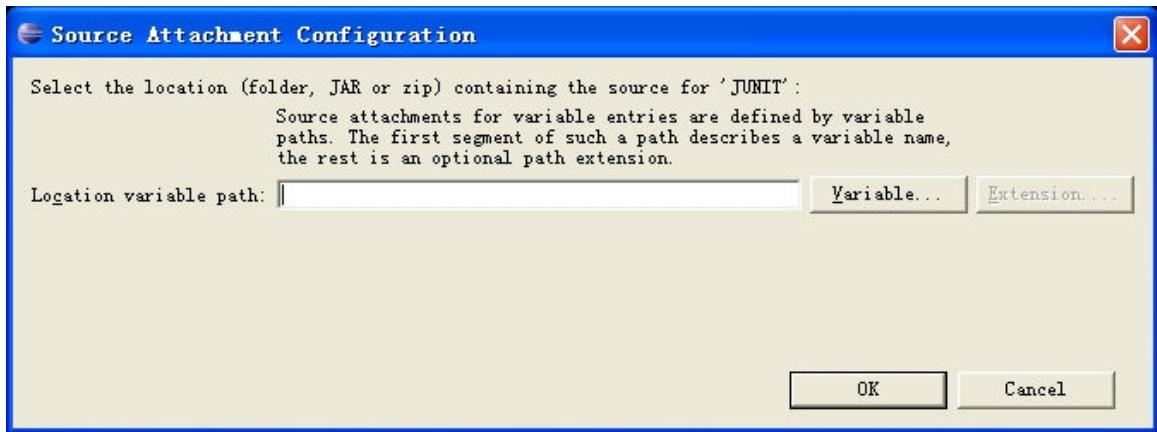 Source Attachment Configuration
Select the location (folder, JAR or zip) containing the source for 'JUNIT':
Source attachments for variable entries are defined by variable
paths. The first segment of such a path describes a variable name,
the rest is an optional path extension.
Location variable path: Variable... Extension....
OK Cancel